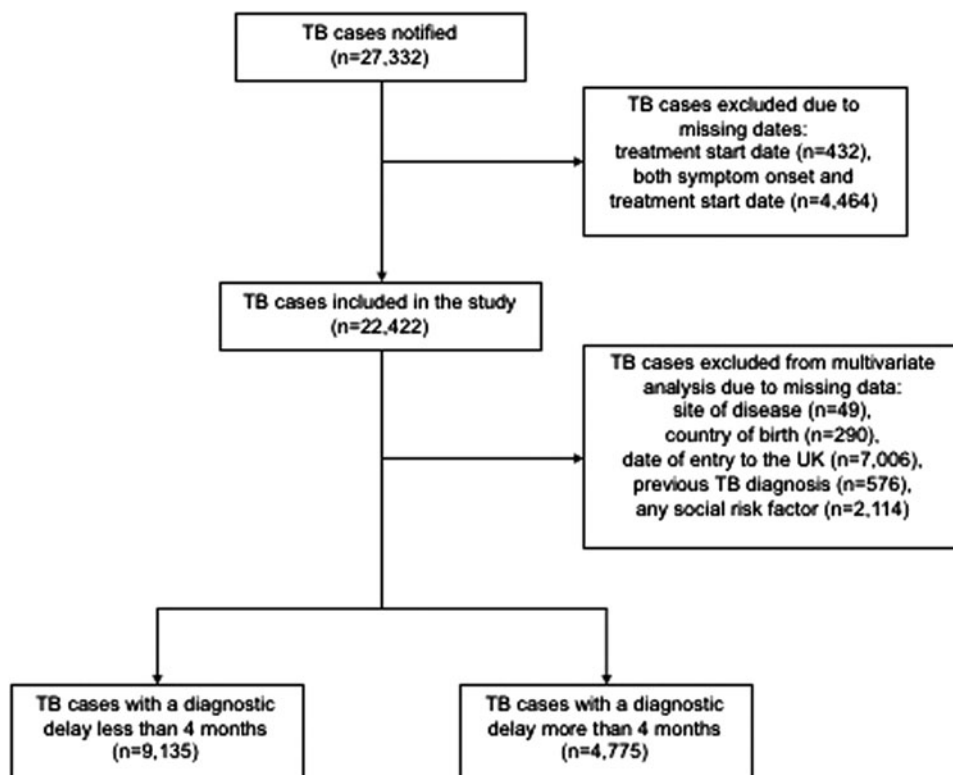 TB cases notified
(n=27,332)
TB cases excluded due to
missing dates:
treatment start date (n=432),
both symptom onset and
treatment start date (n=4,464)
TB cases included in the study
(n=22,422)
TB cases excluded from multivariate
analysis due to missing data:
site of disease (n=49),
country of birth (n=290),
date of entry to the UK (n=7,006),
previous TB diagnosis (n=576),
any social risk factor (n=2,114)
TB cases with a diagnostic
delay less than 4 months
(n=9,135)
TB cases with a diagnostic
delay more than 4 months
(n=4,775)